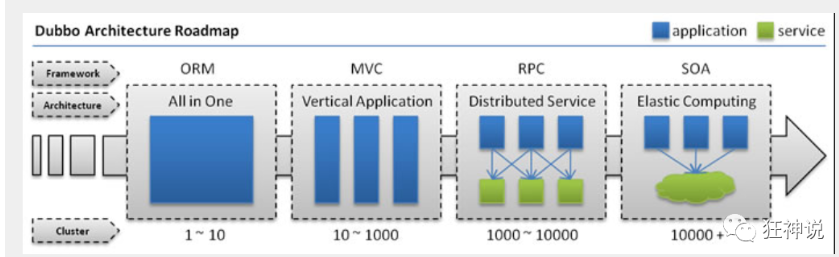 Dubbo Architecture Roadmap
application service
Framework ORM MVC RPC SOA
Architecture All in One Vertical Application Distributed Service Elastic Computing
Cluster 1 ~ 10 10 ~ 1000 1000 ~ 10000 10000 +
狂神说